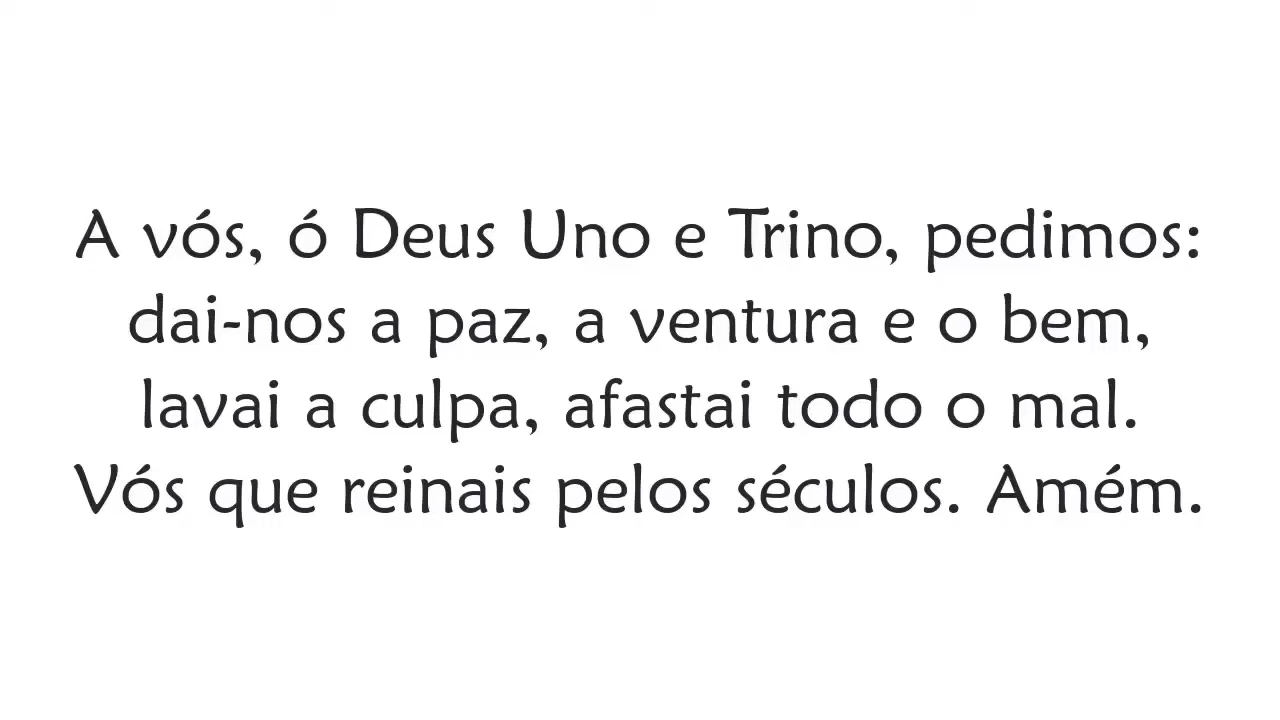 A vós, ó Deus Uno e Trino, pedimos:
dai-nos a paz, a ventura e o bem,
lavai a culpa, afastai todo o mal.
Vós que reinais pelos séculos. Amém.